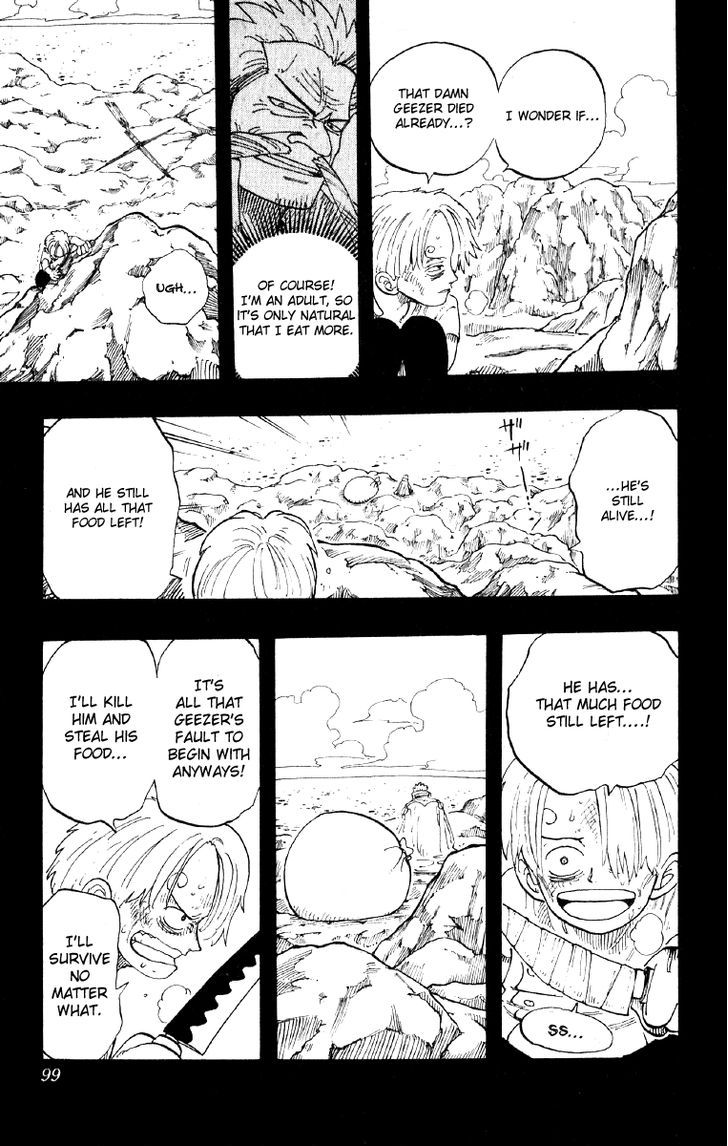 I WONDER IF...
THAT DAMN
GEEZER DIED
ALREADY...?
OF COURSE!
I'M AN ADULT, SO
IT'S ONLY NATURAL
THAT I EAT MORE.
UGH...
...HE'S
STILL
ALIVE...!
ザ
ザ
AND HE STILL
HAS ALL THAT
FOOD LEFT!
HE HAS...
THAT MUCH FOOD
STILL LEFT....!
SS...
IT'S
ALL THAT
GEEZER'S
FAULT TO
BEGIN WITH
ANYWAYS!
I'LL KILL
HIM AND
STEAL HIS
FOOD...
I'LL
SURVIVE
NO
MATTER
WHAT.
99